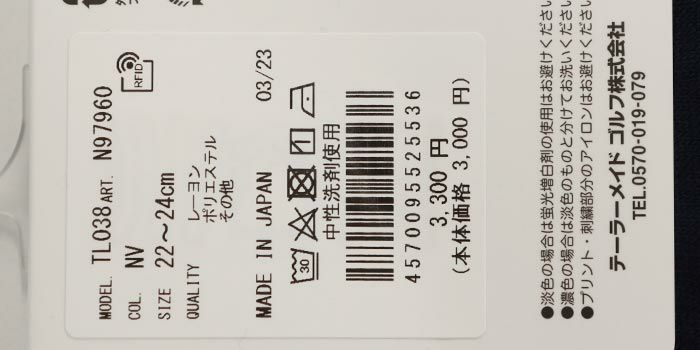 RFID
MODEL. TL038 ART. N97960
COL. NV
SIZE 22～24cm
QUALITY レーヨン
ポリエステル
その他
MADE IN JAPAN 03/23
30
中性洗剤使用
4570095525536
3,300 円
(本体価格 3,000 円)
●淡色の場合は蛍光増白剤の使用はお避けください
●濃色の場合は淡色のものと分けてお洗いください
●プリント・刺繍部分のアイロンはお避けください
テーラーメイド ゴルフ株式会社
TEL.0570-019-079